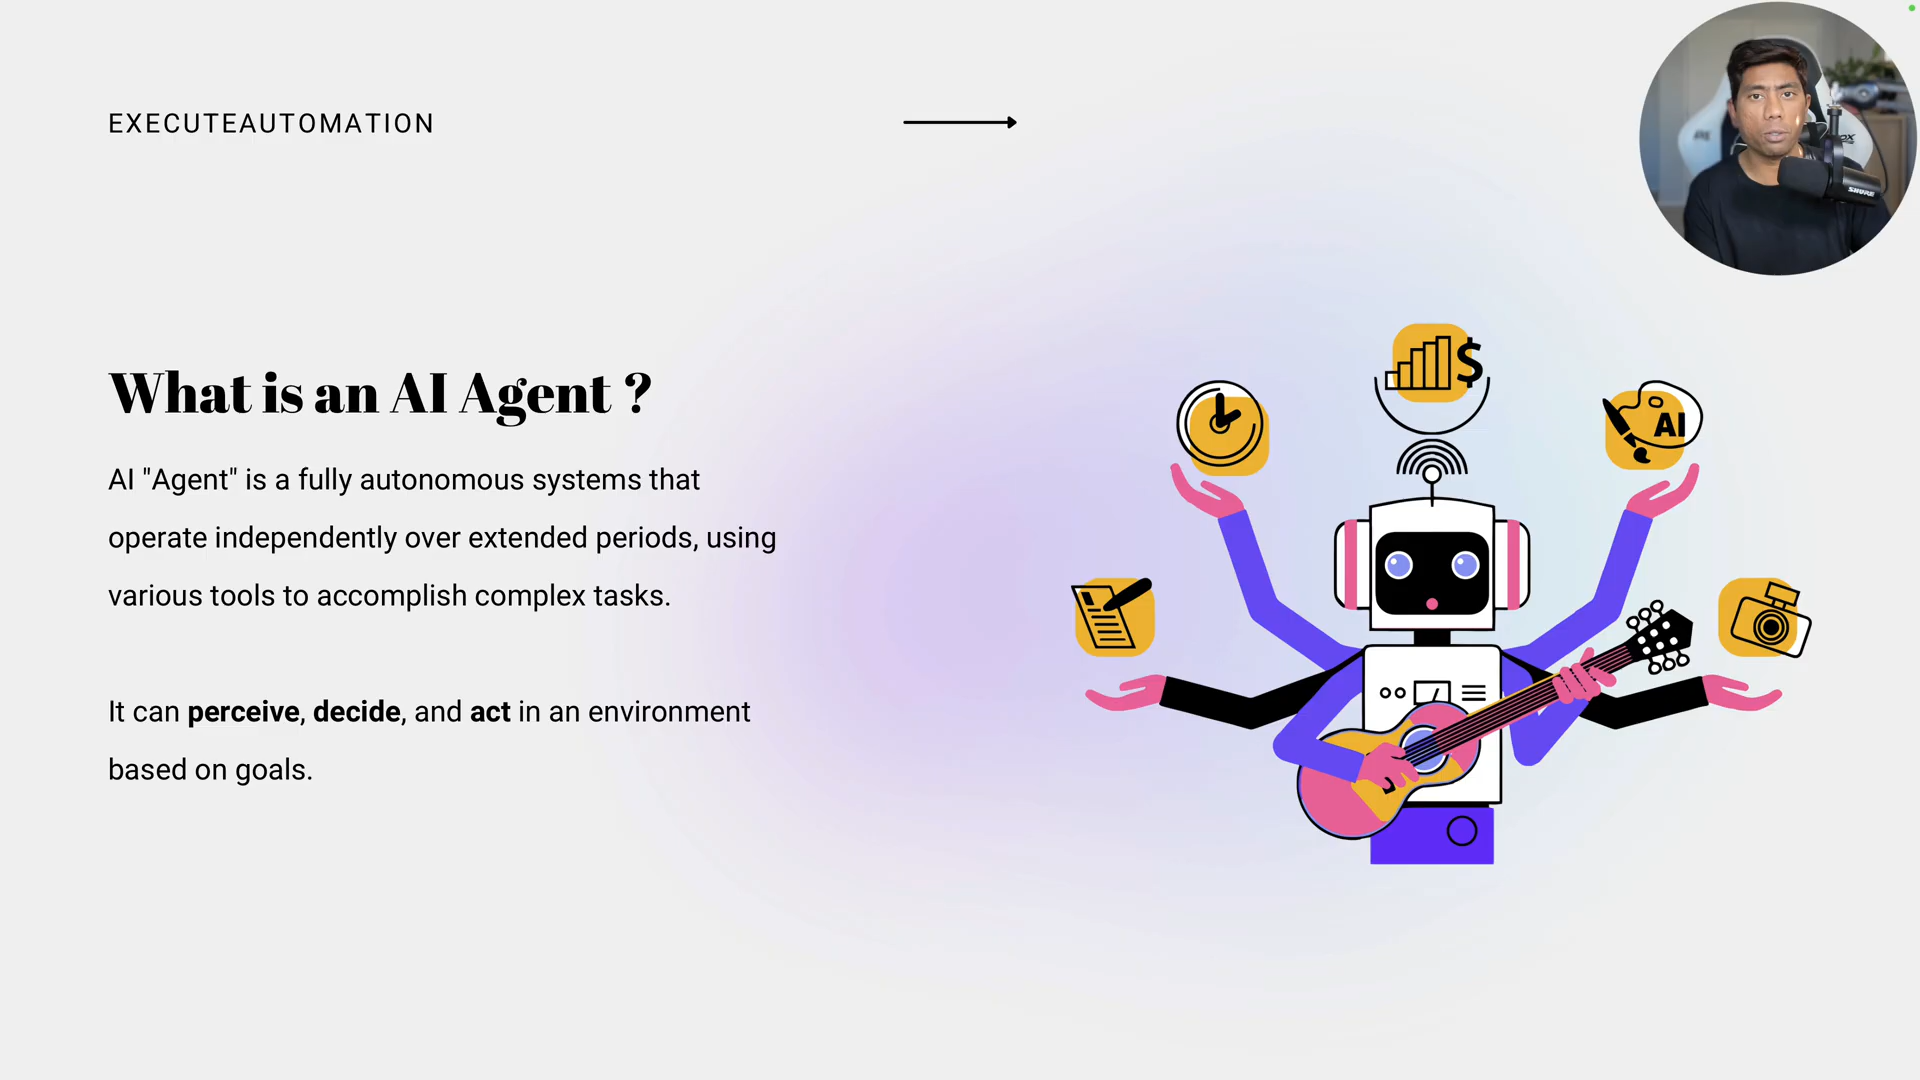 EXECUTEAUTOMATION
What is an AI Agent ?
AI "Agent" is a fully autonomous systems that
operate independently over extended periods, using
various tools to accomplish complex tasks.
It can perceive, decide, and act in an environment
based on goals.
$
AI
SHURE